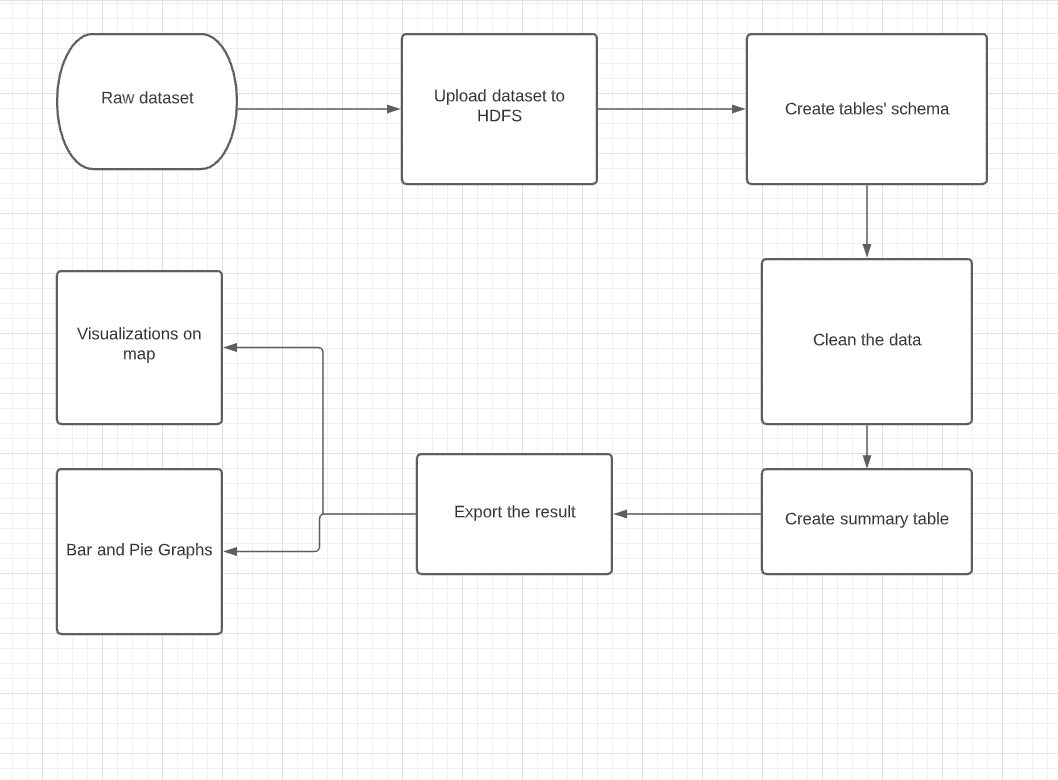 Raw dataset
Upload dataset to
HDFS
Create tables' schema
Clean the data
Create summary table
Export the result
Visualizations on
map
Bar and Pie Graphs